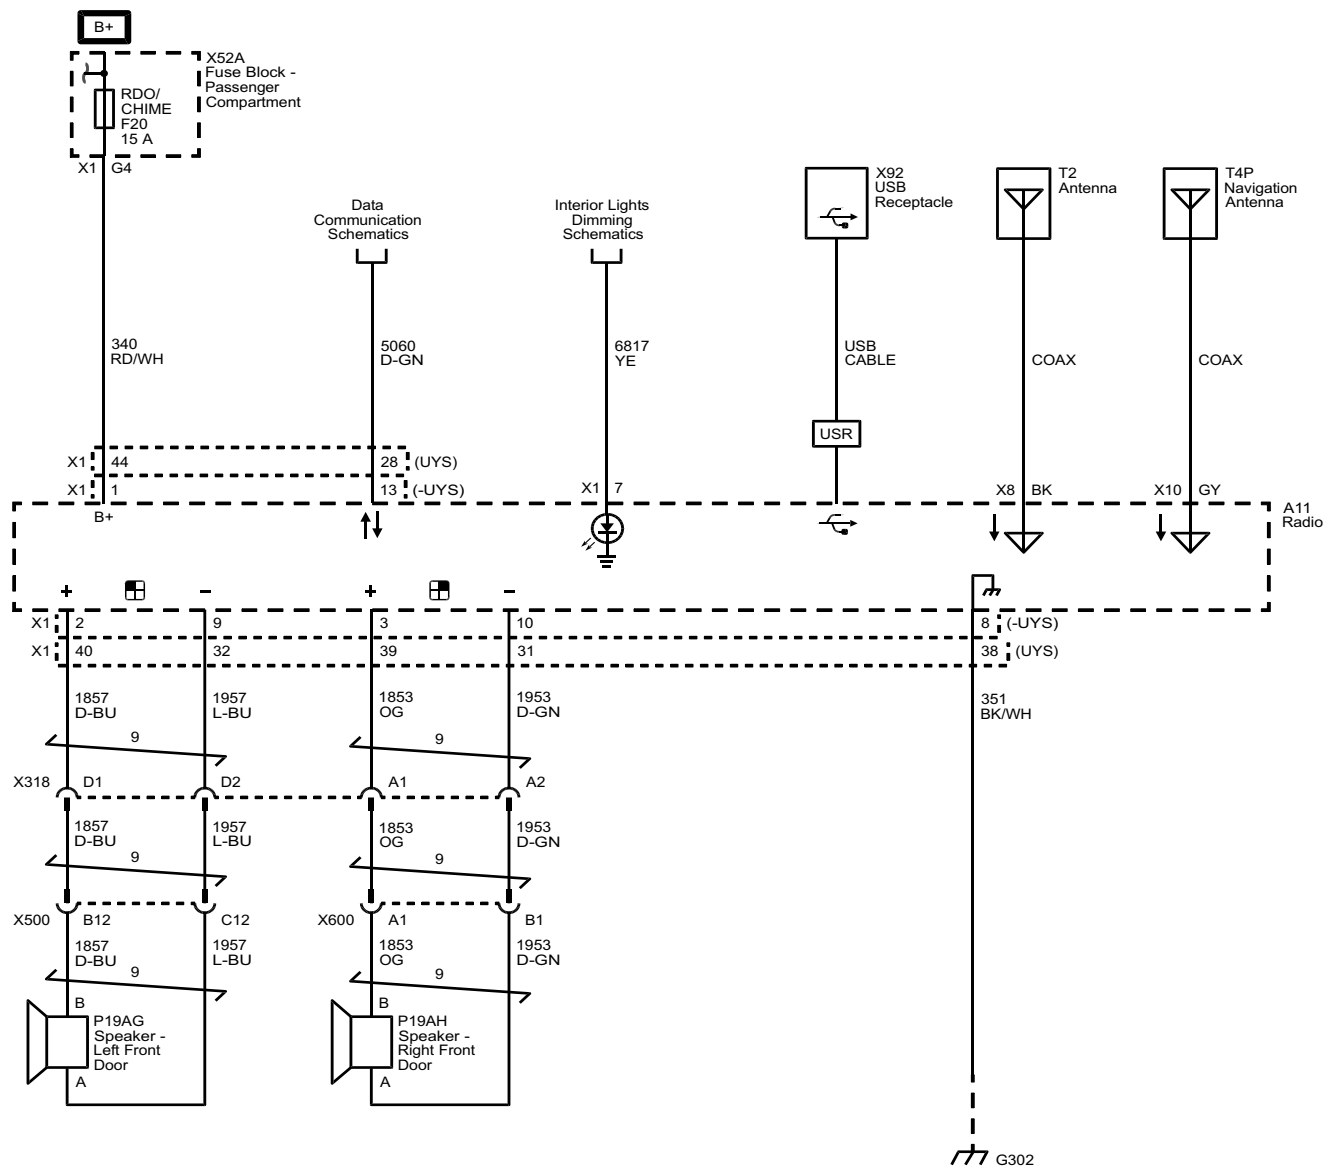 B+
X52A
Fuse Block -
Passenger
Compartment
RDO/
CHIME
F20
15 A
X1 G4
Data
Communication
Schematics
Interior Lights
Dimming
Schematics
X92
USB
Receptacle
T2
Antenna
T4P
Navigation
Antenna
340
RD/WH
5060
D-GN
6817
YE
USB
CABLE
COAX
COAX
USR
X1 44 28 (UYS)
X1 1 13 (-UYS)
X1 7
X8 BK
X10 GY
A11
Radio
B+
+ − + −
X1 2 9 3 10 8 (-UYS)
X1 40 32 39 31 38 (UYS)
1857
D-BU
1957
L-BU
1853
OG
1953
D-GN
351
BK/WH
9
9
X318 D1 D2 A1 A2
1857
D-BU
1957
L-BU
1853
OG
1953
D-GN
9
9
X500 B12 C12 X600 A1 B1
1857
D-BU
1957
L-BU
1853
OG
1953
D-GN
9
9
B
P19AG
Speaker -
Left Front
Door
A
B
P19AH
Speaker -
Right Front
Door
A
G302